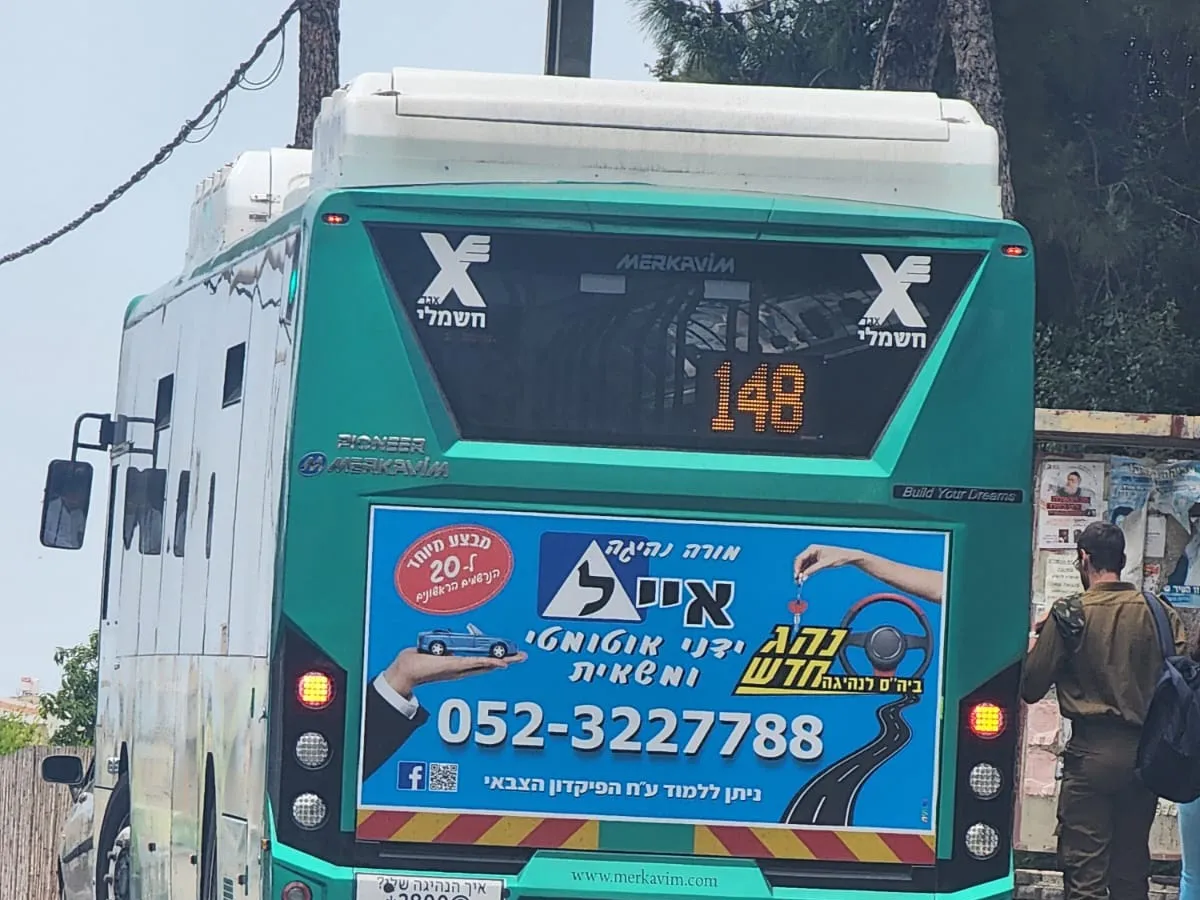 MERKAVIM
אגד
חשמלי
אגד
חשמלי
148
PIONEER
MERKAVIM
Build Your Dreams
מבצע מיוחד
ל-20
הנרשמים הראשונים
מורה נהיגה
אייל
ל
ידני אוטומטי
ומשאית
נהג
חדש
ביה"ס לנהיגה
052-3227788
ניתן ללמוד ע״ח הפיקדון הצבאי
www.merkavim.com
איך הנהיגה שלי?